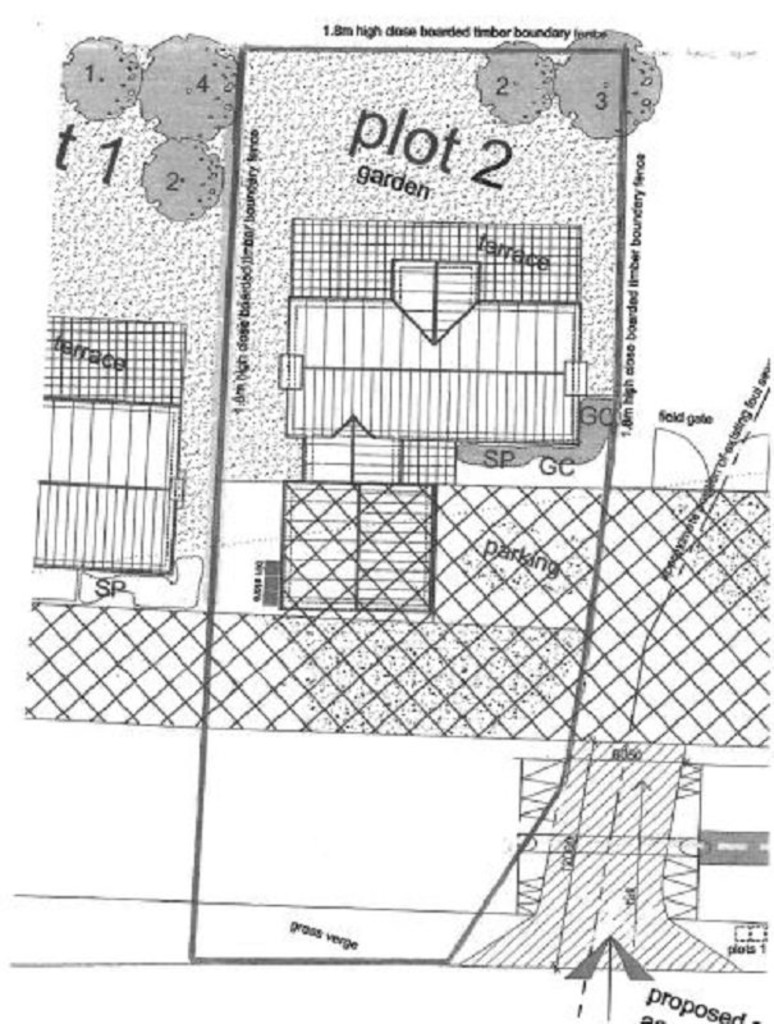 1.8m high close boarded timber boundary fence
1.
4
2
3
t 1
2
plot 2
garden
1.8m high close boarded timber boundary fence
1.8m high close boarded timber boundary fence
terrace
terrace
GC
field gate
SP
GC
parking
SP
grass verge
plots 1
proposed